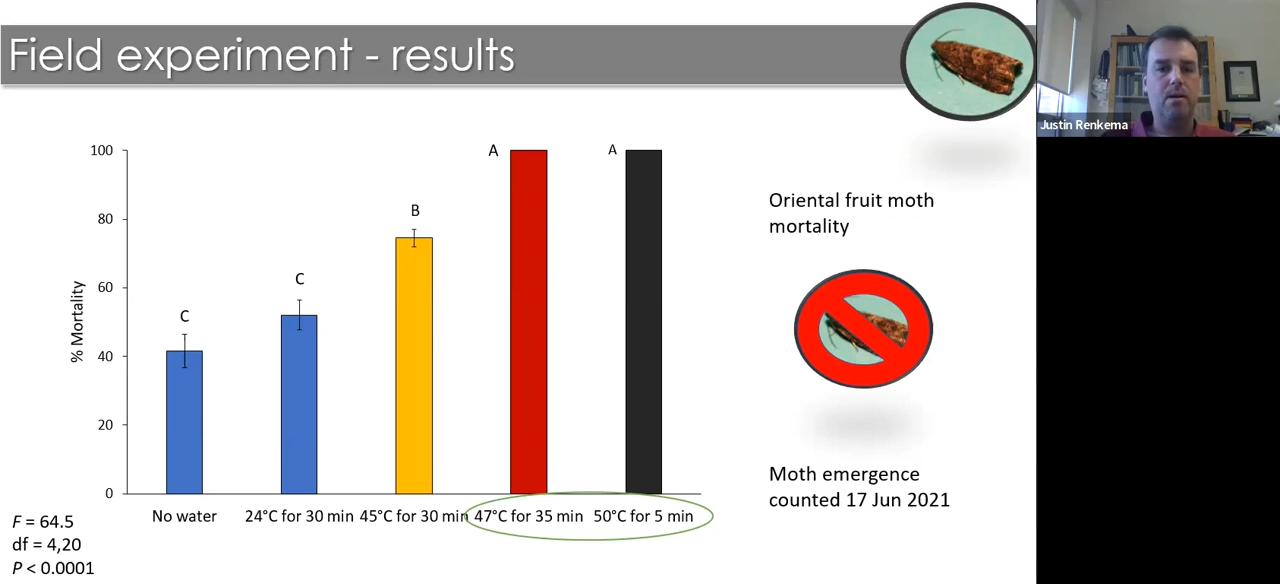 Field experiment - results
Justin Renkema
100
80
60
40
20
0
% Mortality
C
C
B
A
A
No water
24°C for 30 min
45°C for 30 min
47°C for 35 min
50°C for 5 min
Oriental fruit moth
mortality
Moth emergence
counted 17 Jun 2021
F = 64.5
df = 4,20
P < 0.0001